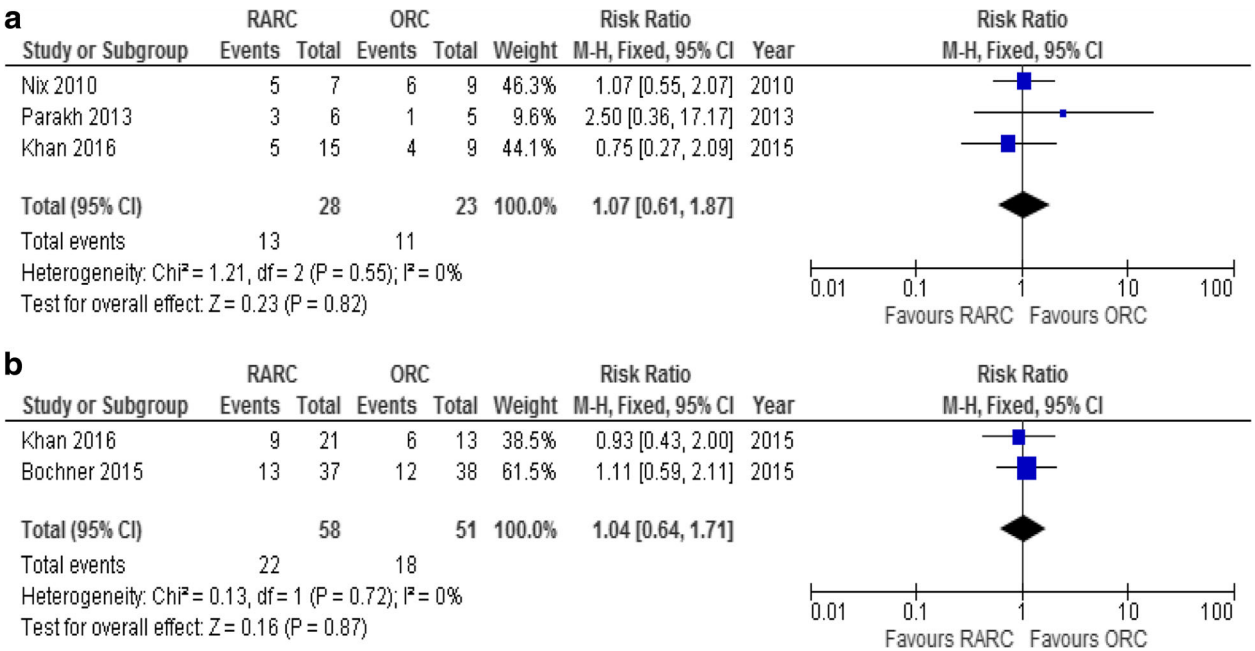 a
RARC ORC Risk Ratio Risk Ratio
Study or Subgroup Events Total Events Total Weight M-H, Fixed, 95% CI Year M-H, Fixed, 95% CI
Nix 2010 5 7 6 9 46.3% 1.07 [0.55, 2.07] 2010
Parakh 2013 3 6 1 5 9.6% 2.50 [0.36, 17.17] 2013
Khan 2016 5 15 4 9 44.1% 0.75 [0.27, 2.09] 2015
Total (95% CI) 28 23 100.0% 1.07 [0.61, 1.87]
Total events 13 11
Heterogeneity: Chi² = 1.21, df = 2 (P = 0.55); I² = 0%
Test for overall effect: Z = 0.23 (P = 0.82)
0.01 0.1 1 10 100
Favours RARC Favours ORC
b
RARC ORC Risk Ratio Risk Ratio
Study or Subgroup Events Total Events Total Weight M-H, Fixed, 95% CI Year M-H, Fixed, 95% CI
Khan 2016 9 21 6 13 38.5% 0.93 [0.43, 2.00] 2015
Bochner 2015 13 37 12 38 61.5% 1.11 [0.59, 2.11] 2015
Total (95% CI) 58 51 100.0% 1.04 [0.64, 1.71]
Total events 22 18
Heterogeneity: Chi² = 0.13, df = 1 (P = 0.72); I² = 0%
Test for overall effect: Z = 0.16 (P = 0.87)
0.01 0.1 1 10 100
Favours RARC Favours ORC